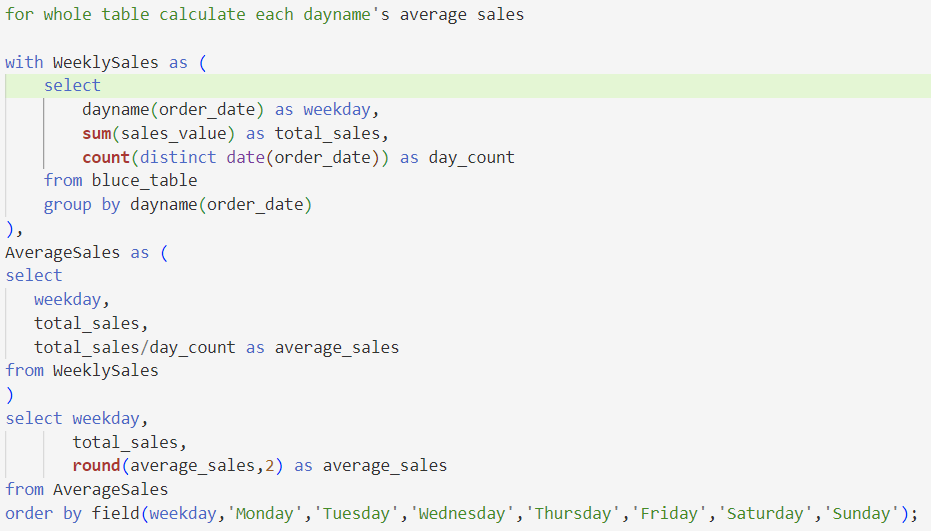 for whole table calculate each dayname's average sales
with WeeklySales as (
select
dayname(order_date) as weekday,
sum(sales_value) as total_sales,
count(distinct date(order_date)) as day_count
from bluce_table
group by dayname(order_date)
),
AverageSales as (
select
weekday,
total_sales,
total_sales/day_count as average_sales
from WeeklySales
)
select weekday,
total_sales,
round(average_sales,2) as average_sales
from AverageSales
order by field(weekday,'Monday','Tuesday','Wednesday','Thursday','Friday','Saturday','Sunday');